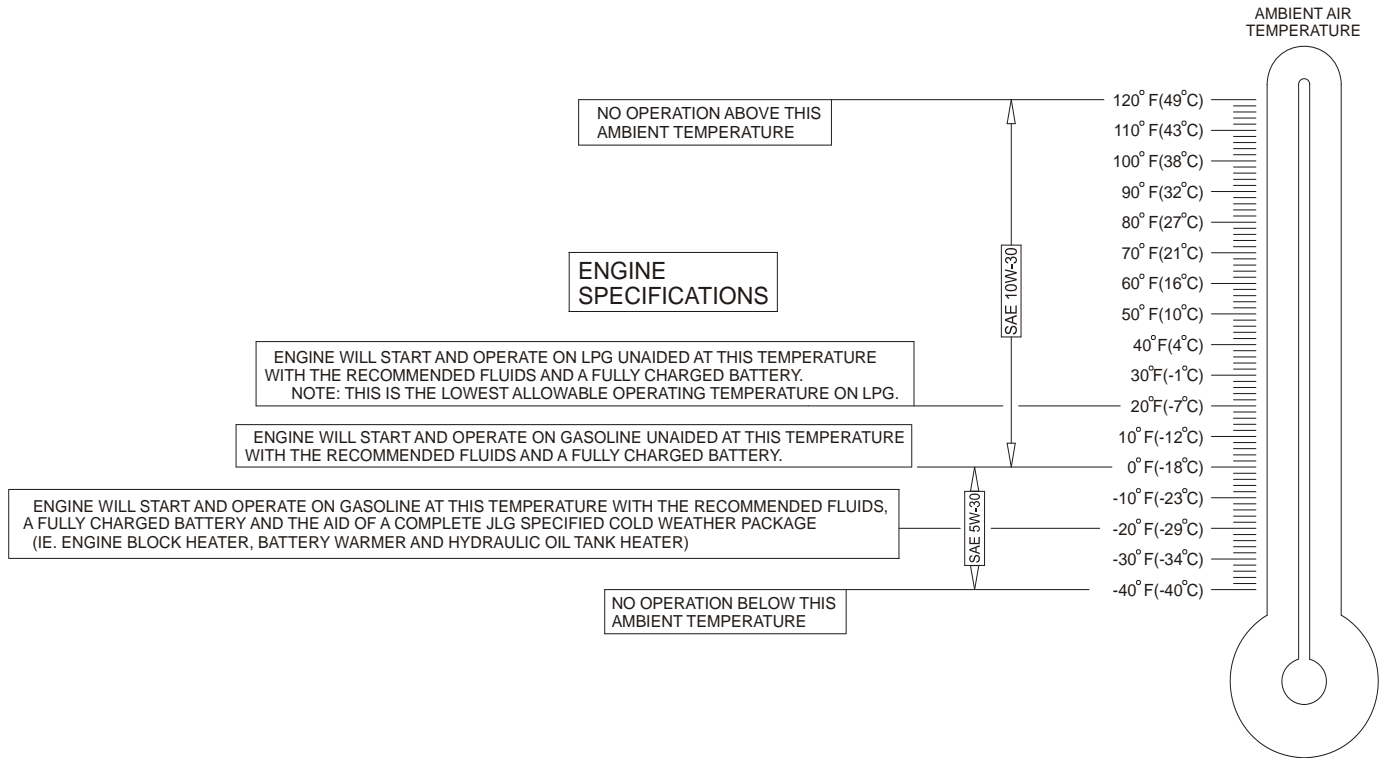 AMBIENT AIR
TEMPERATURE
NO OPERATION ABOVE THIS
AMBIENT TEMPERATURE
120° F(49°C)
110° F(43°C)
100° F(38°C)
90° F(32°C)
80° F(27°C)
70° F(21°C)
60° F(16°C)
50° F(10°C)
40°F(4°C)
30°F(-1°C)
20°F(-7°C)
10°F(-12°C)
0°F(-18°C)
-10°F(-23°C)
-20°F(-29°C)
-30°F(-34°C)
-40°F(-40°C)
SAE 10W-30
ENGINE
SPECIFICATIONS
ENGINE WILL START AND OPERATE ON LPG UNAIDED AT THIS TEMPERATURE
WITH THE RECOMMENDED FLUIDS AND A FULLY CHARGED BATTERY.
NOTE: THIS IS THE LOWEST ALLOWABLE OPERATING TEMPERATURE ON LPG.
ENGINE WILL START AND OPERATE ON GASOLINE UNAIDED AT THIS TEMPERATURE
WITH THE RECOMMENDED FLUIDS AND A FULLY CHARGED BATTERY.
SAE 5W-30
ENGINE WILL START AND OPERATE ON GASOLINE AT THIS TEMPERATURE WITH THE RECOMMENDED FLUIDS,
A FULLY CHARGED BATTERY AND THE AID OF A COMPLETE JLG SPECIFIED COLD WEATHER PACKAGE
(IE. ENGINE BLOCK HEATER, BATTERY WARMER AND HYDRAULIC OIL TANK HEATER)
NO OPERATION BELOW THIS
AMBIENT TEMPERATURE